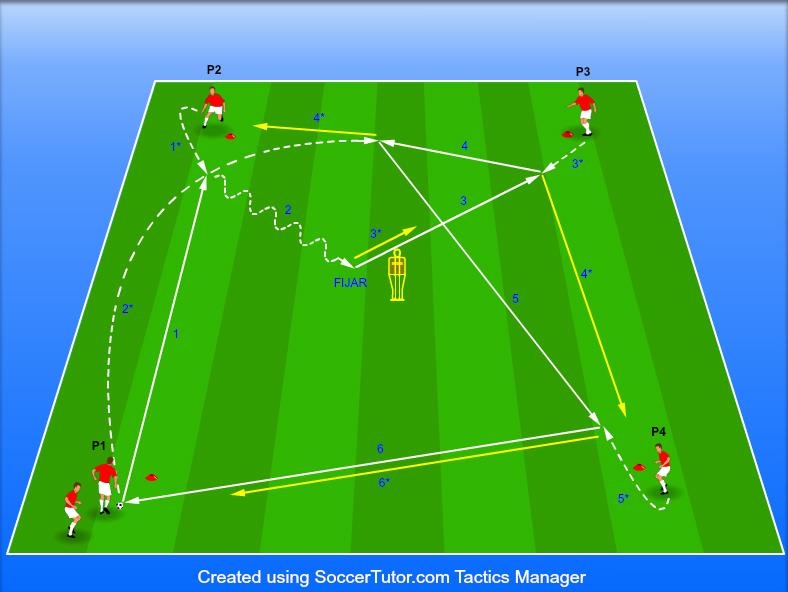 P2
P3
4*
1*
4
3*
3
2
3*
4*
FIJAR
5
2*
1
P4
P1
6
6*
5*
Created using SoccerTutor.com Tactics Manager